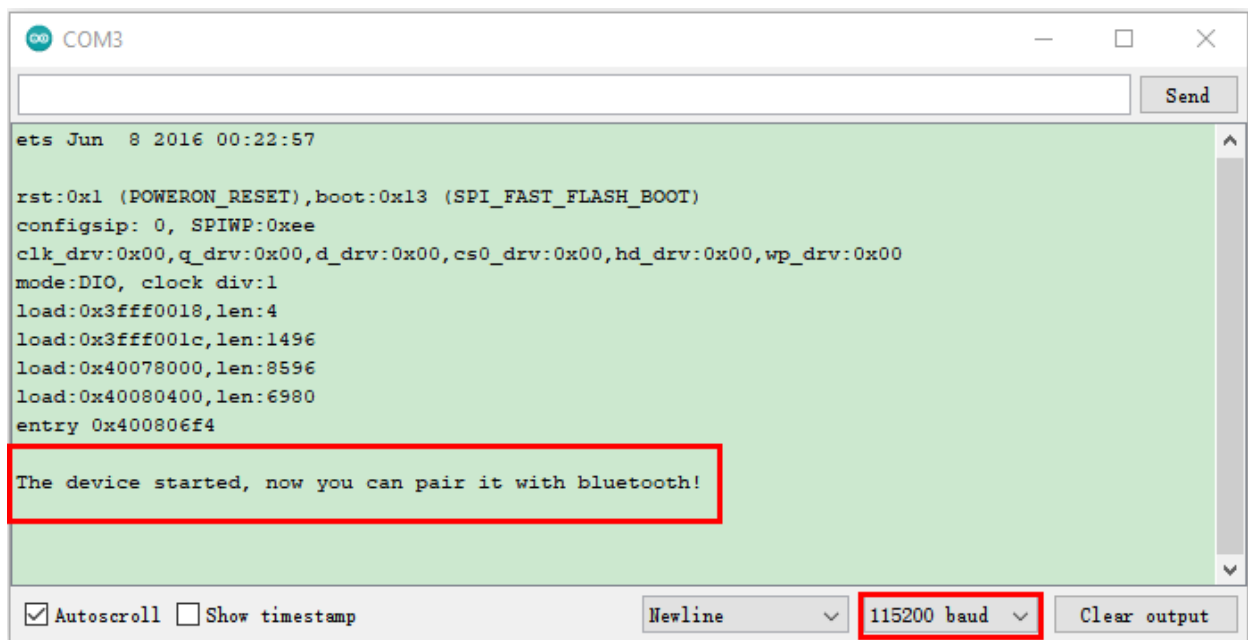 COM3
Send
ets Jun  8 2016 00:22:57
rst:0x1 (POWERON_RESET),boot:0x13 (SPI_FAST_FLASH_BOOT)
configsip: 0, SPIWP:0xee
clk_drv:0x00,q_drv:0x00,d_drv:0x00,cs0_drv:0x00,hd_drv:0x00,wp_drv:0x00
mode:DIO, clock div:1
load:0x3fff0018,len:4
load:0x3fff001c,len:1496
load:0x40078000,len:8596
load:0x40080400,len:6980
entry 0x400806f4
The device started, now you can pair it with bluetooth!
Autoscroll Show timestamp Newline 115200 baud Clear output